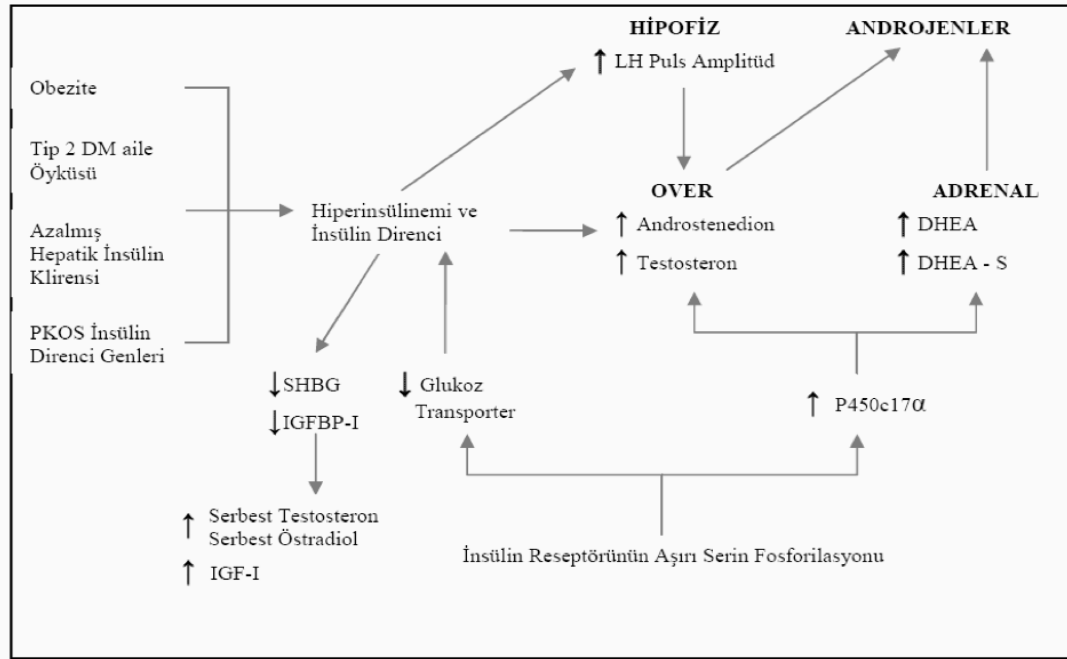 HİPOFİZ
↑ LH Puls Amplitüd
ANDROJENLER
Obezite
Tip 2 DM aile
Öyküsü
Azalmış
Hepatik İnsülin
Klirensi
PKOS İnsülin
Direnci Genleri
Hiperinsülinemi ve
İnsülin Direnci
OVER
↑ Androstenedion
↑ Testosteron
ADRENAL
↑ DHEA
↑ DHEA - S
↓SHBG
↓IGFBP-I
↓ Glukoz
Transporter
↑ P450c17α
↑ Serbest Testosteron
Serbest Östradiol
↑ IGF-I
İnsülin Reseptörünün Aşırı Serin Fosforilasyonu